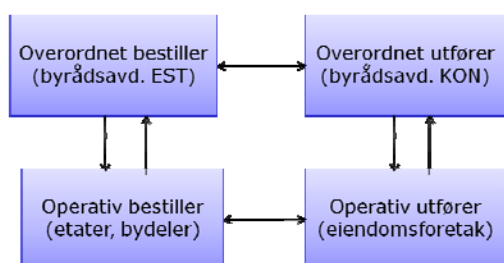 Overordnet bestiller
(byrådsavd. EST)
Overordnet utfører
(byrådsavd. KON)
Operativ bestiller
(etater, bydeler)
Operativ utfører
(eiendomsforetak)